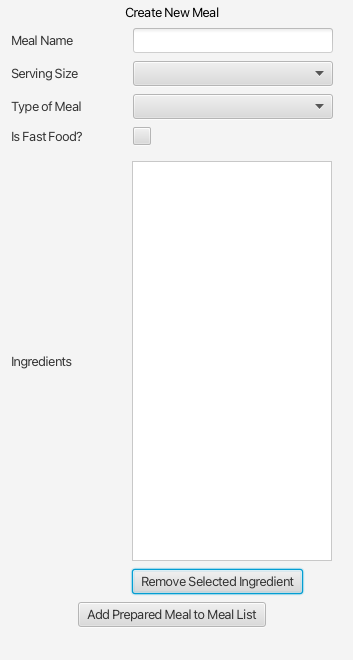 Create New Meal
Meal Name
Serving Size
Type of Meal
Is Fast Food?
Ingredients
Remove Selected Ingredient
Add Prepared Meal to Meal List